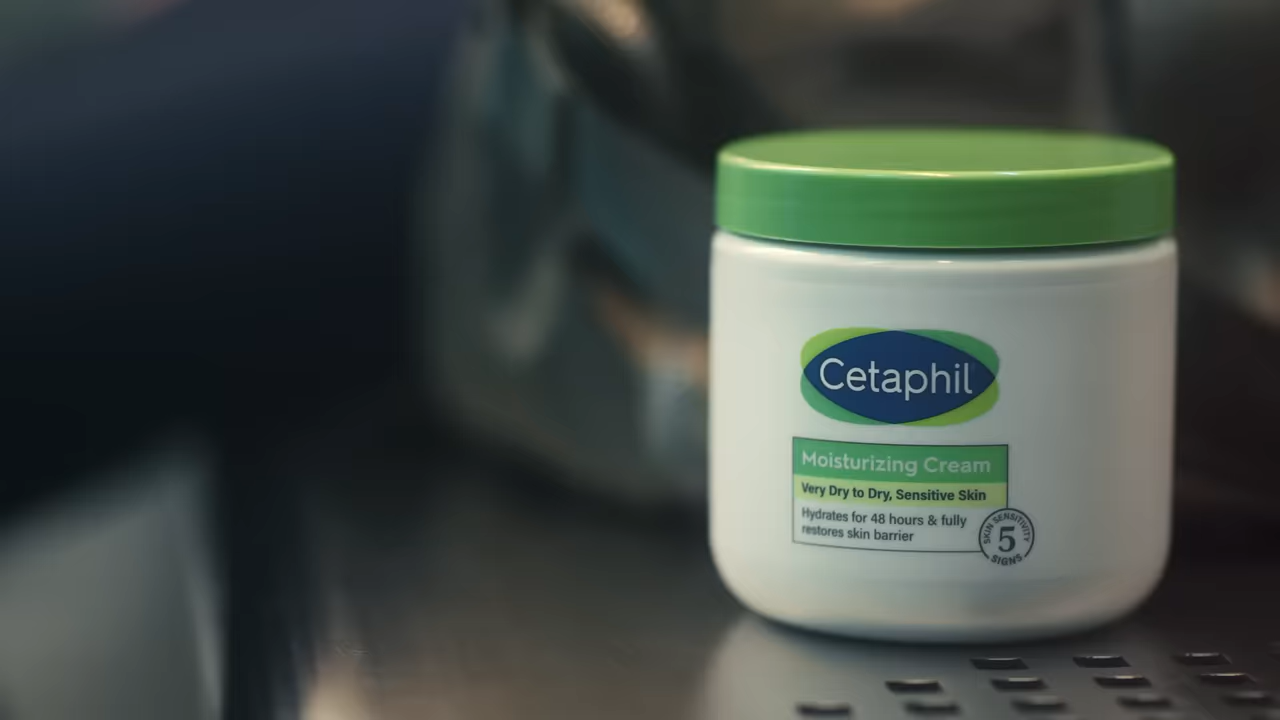 Cetaphil
Moisturizing Cream
Very Dry to Dry, Sensitive Skin
Hydrates for 48 hours & fully
restores skin barrier
SKIN SENSITIVITY
5
SIGNS